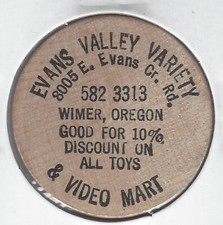 EVANS VALLEY VARIETY
8005 E. Evans Cr. Rd.
582 3313
WIMER, OREGON
GOOD FOR 10%
DISCOUNT ON
ALL TOYS
& VIDEO MART